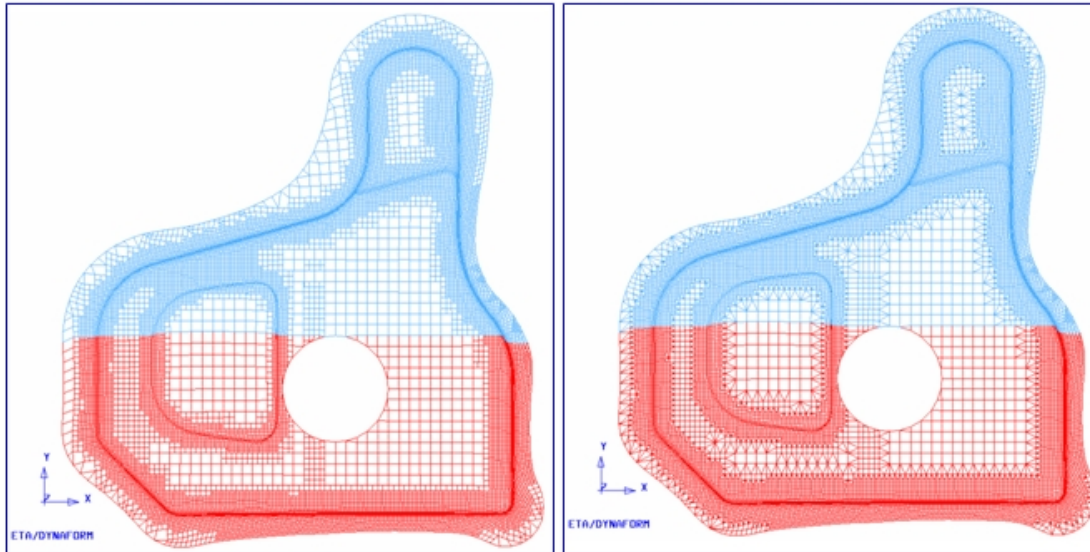 Y
Z X
ETA/DYNAFORM
Y
Z X
ETA/DYNAFORM